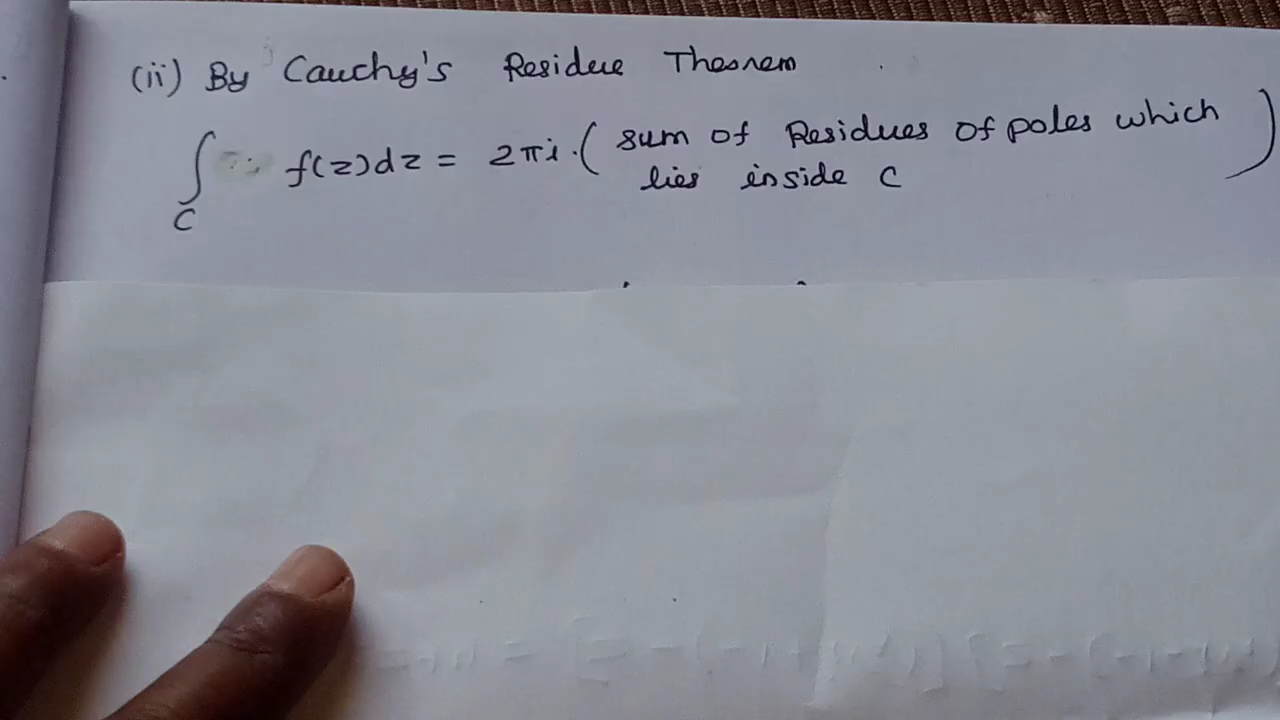 (ii) By Cauchy's Residue Theorem
∫ f(z)dz = 2πi.( sum of Residues of poles which
C lies inside C )